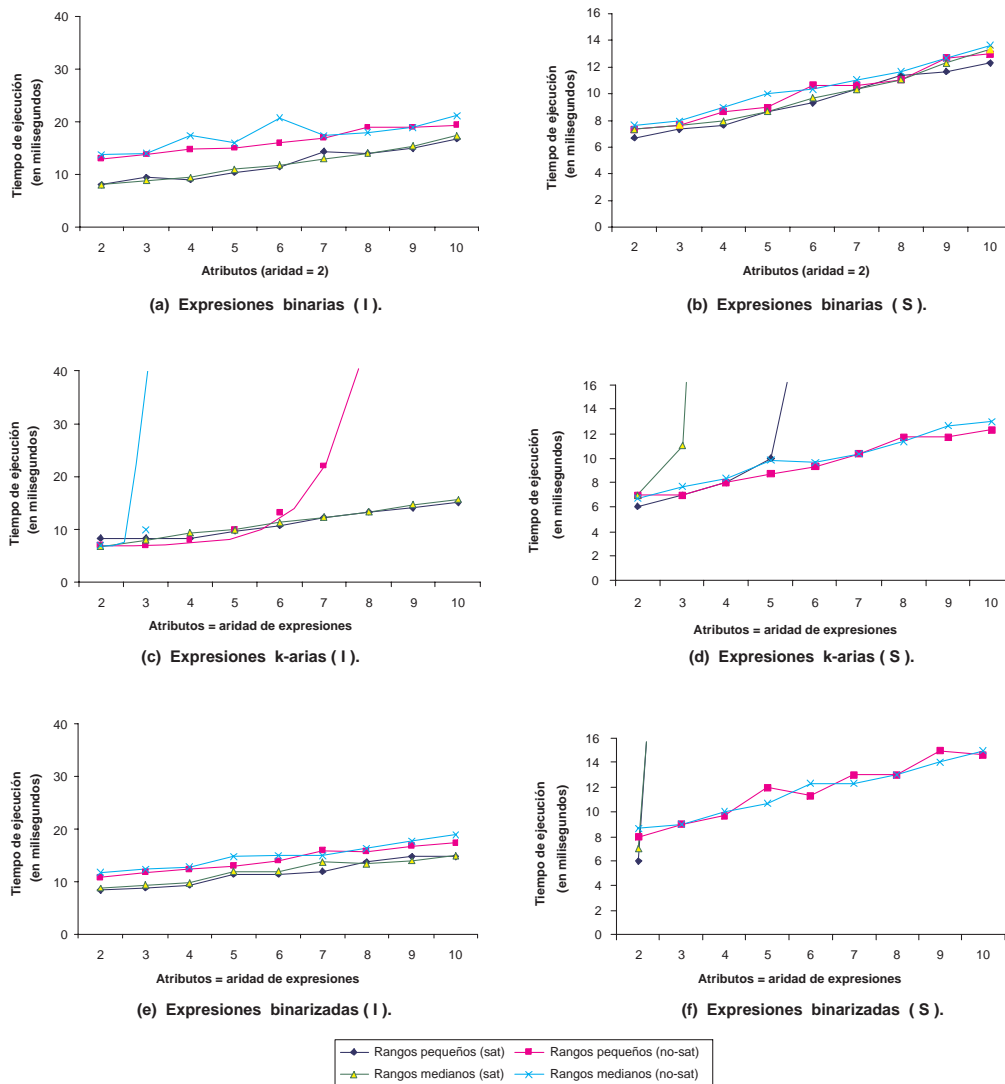 Tiempo de ejecución
(en milisegundos)
40
30
20
10
0
2 3 4 5 6 7 8 9 10
Atributos (aridad = 2)
(a) Expresiones binarias ( I ).
Tiempo de ejecución
(en milisegundos)
16
14
12
10
8
6
4
2
0
2 3 4 5 6 7 8 9 10
Atributos (aridad = 2)
(b) Expresiones binarias ( S ).
Tiempo de ejecución
(en milisegundos)
40
30
20
10
0
2 3 4 5 6 7 8 9 10
Atributos = aridad de expresiones
(c) Expresiones k-arias ( I ).
Tiempo de ejecución
(en milisegundos)
16
14
12
10
8
6
4
2
0
2 3 4 5 6 7 8 9 10
Atributos = aridad de expresiones
(d) Expresiones k-arias ( S ).
Tiempo de ejecución
(en milisegundos)
40
30
20
10
0
2 3 4 5 6 7 8 9 10
Atributos = aridad de expresiones
(e) Expresiones binarizadas ( I ).
Tiempo de ejecución
(en milisegundos)
16
14
12
10
8
6
4
2
0
2 3 4 5 6 7 8 9 10
Atributos = aridad de expresiones
(f) Expresiones binarizadas ( S ).
Rangos pequeños (sat) Rangos pequeños (no-sat)
Rangos medianos (sat) Rangos medianos (no-sat)